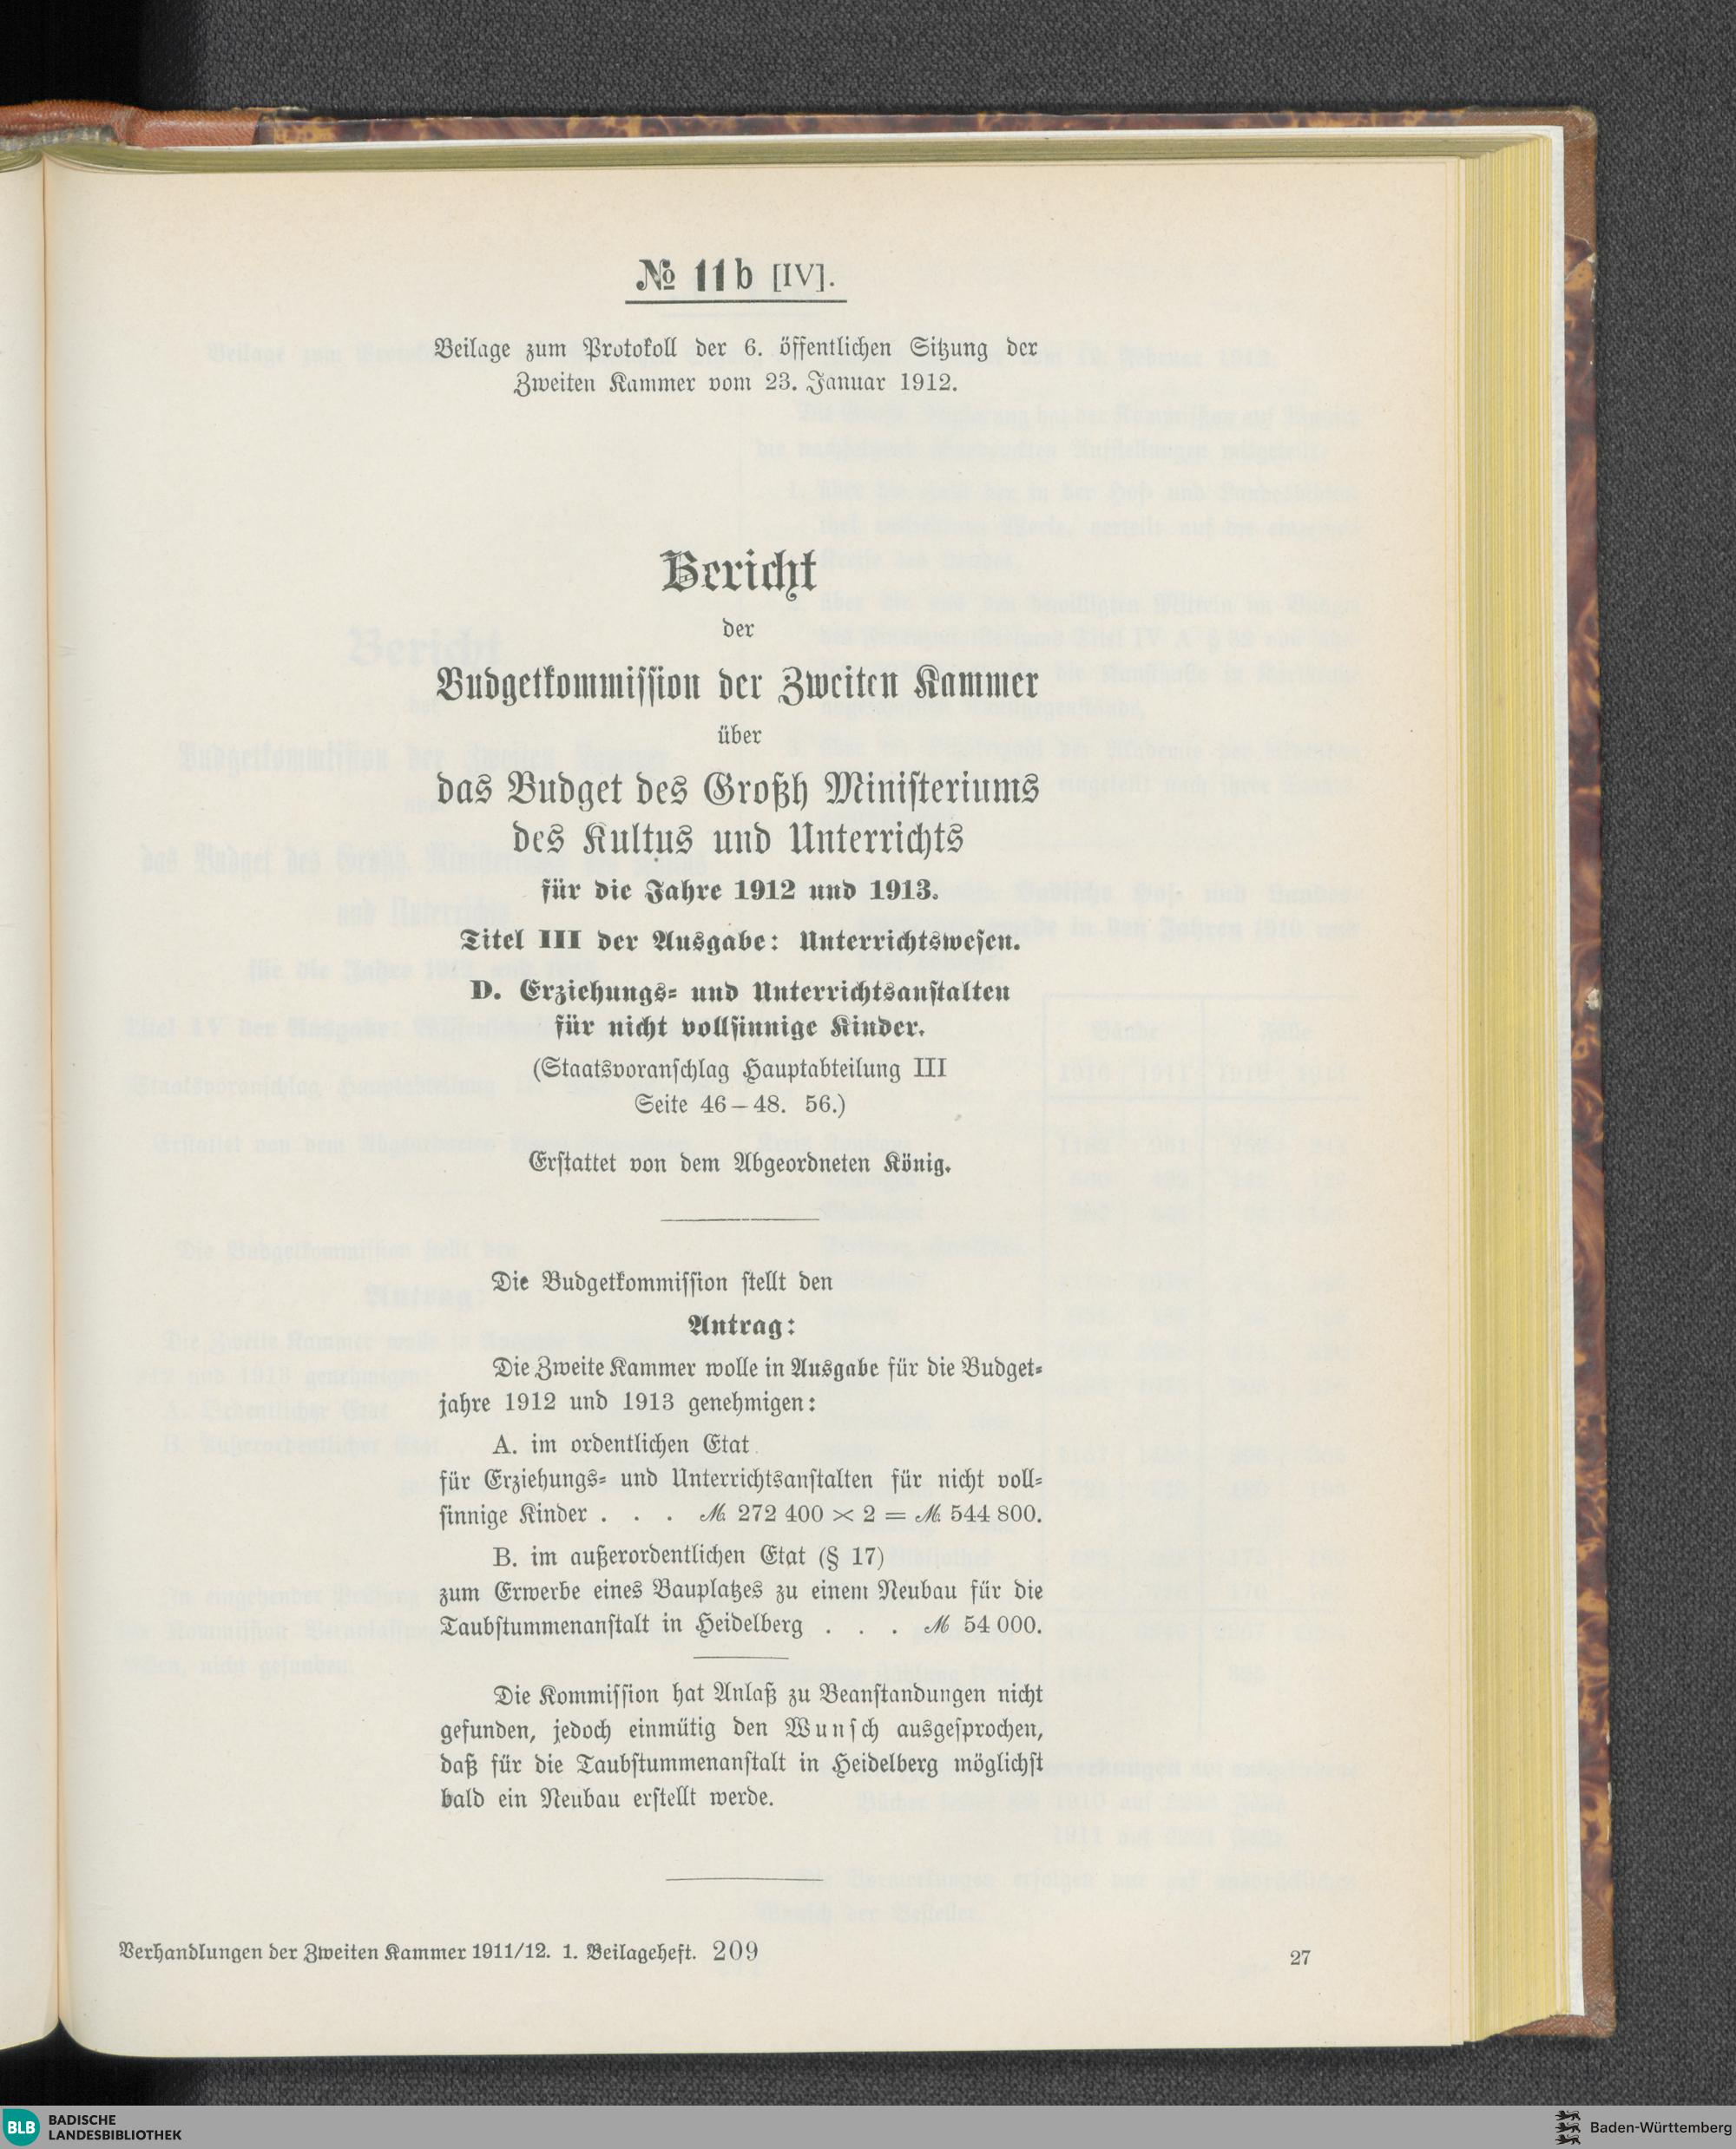 № 11b [IV].
Beilage zum Protokoll der 6. öffentlichen Sitzung der
Zweiten Kammer vom 23. Januar 1912.
Bericht
der
Budgetkommission der Zweiten Kammer
über
das Budget des Großh Ministeriums
des Kultus und Unterrichts
für die Jahre 1912 und 1913.
Titel III der Ausgabe: Unterrichtswesen.
D. Erziehungs- und Unterrichtsanstalten
für nicht vollsinnige Kinder.
(Staatsvoranschlag Hauptabteilung III
Seite 46–48. 56.)
Erstattet von dem Abgeordneten König.
Die Budgetkommission stellt den
Antrag:
Die Zweite Kammer wolle in Ausgabe für die Budget-
jahre 1912 und 1913 genehmigen:
A. im ordentlichen Etat
für Erziehungs- und Unterrichtsanstalten für nicht voll-
sinnige Kinder . . . ℳ 272 400 × 2 = ℳ 544 800.
B. im außerordentlichen Etat (§ 17)
zum Erwerbe eines Bauplatzes zu einem Neubau für die
Taubstummenanstalt in Heidelberg . . . ℳ 54 000.
Die Kommission hat Anlaß zu Beanstandungen nicht
gefunden, jedoch einmütig den Wunsch ausgesprochen,
daß für die Taubstummenanstalt in Heidelberg möglichst
bald ein Neubau erstellt werde.
Verhandlungen der Zweiten Kammer 1911/12. 1. Beilageheft. 209
27
BLB BADISCHE
LANDESBIBLIOTHEK
Baden-Württemberg